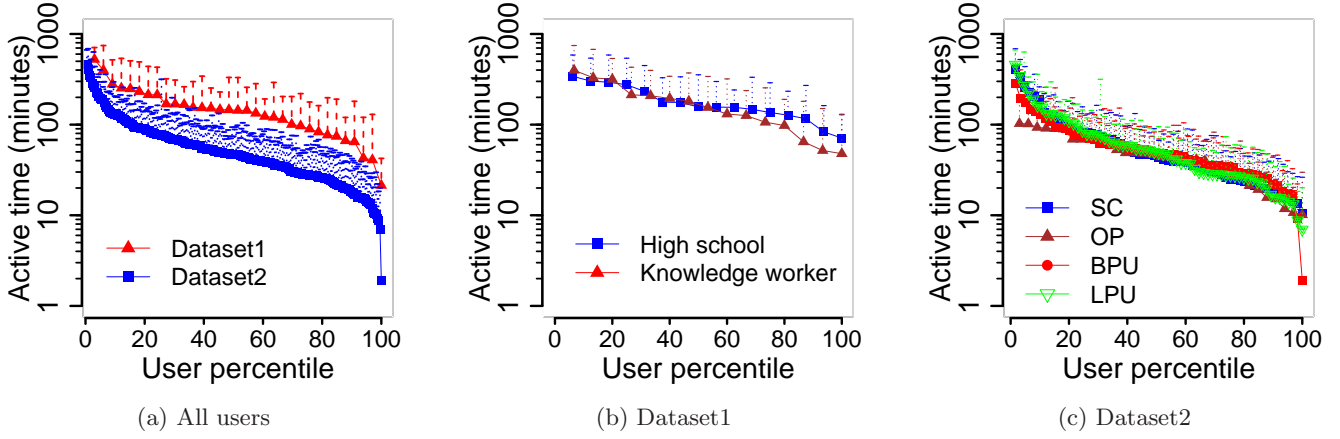 Active time (minutes)
1 10 100 1000
Dataset1
Dataset2
0 20 40 60 80 100
User percentile
(a) All users
Active time (minutes)
1 10 100 1000
High school
Knowledge worker
0 20 40 60 80 100
User percentile
(b) Dataset1
Active time (minutes)
1 10 100 1000
SC
OP
BPU
LPU
0 20 40 60 80 100
User percentile
(c) Dataset2